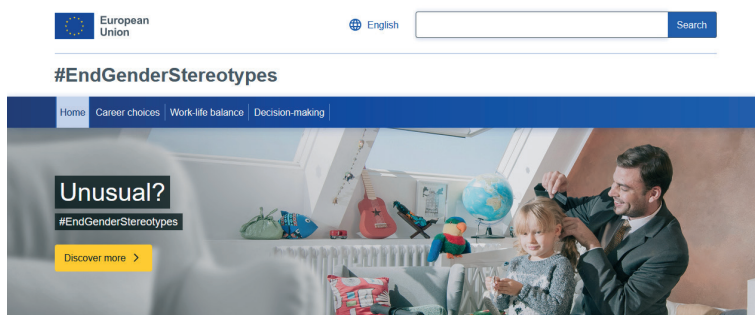 European
Union
English
Search
#EndGenderStereotypes
Home
Career choices
Work-life balance
Decision-making
Unusual?
#EndGenderStereotypes
Discover more